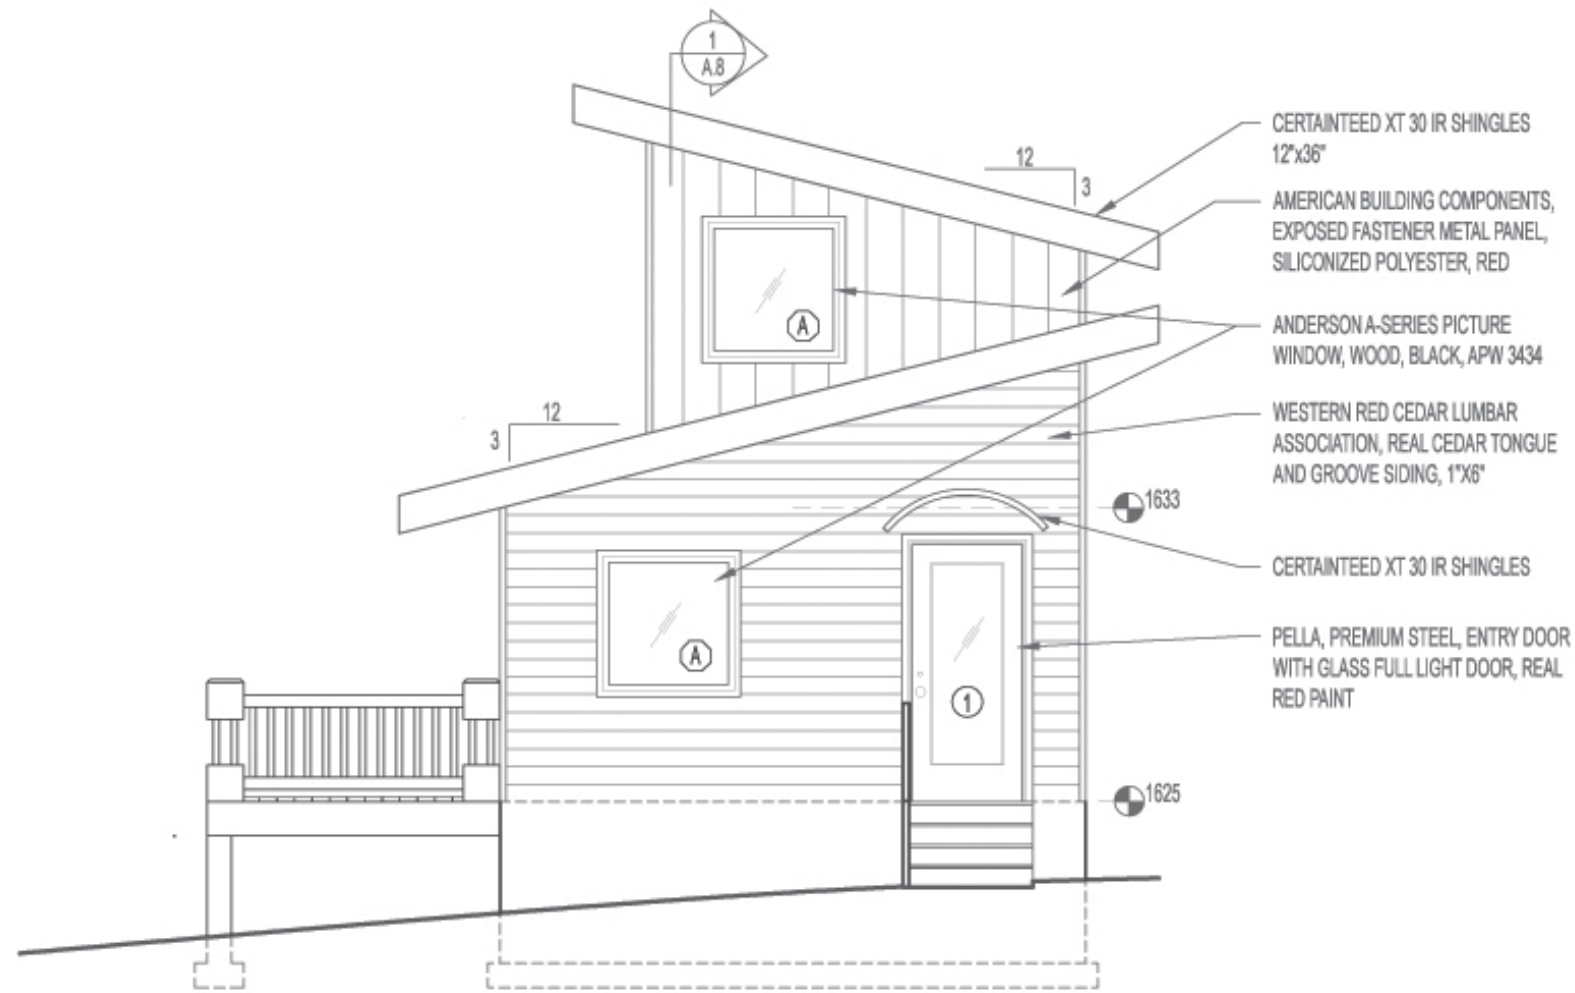 1
A.8
CERTAINTEED XT 30 IR SHINGLES
12"x36"
12
3
AMERICAN BUILDING COMPONENTS,
EXPOSED FASTENER METAL PANEL,
SILICONIZED POLYESTER, RED
A
ANDERSON A-SERIES PICTURE
WINDOW, WOOD, BLACK, APW 3434
12
3
WESTERN RED CEDAR LUMBAR
ASSOCIATION, REAL CEDAR TONGUE
AND GROOVE SIDING, 1"X6"
1633
CERTAINTEED XT 30 IR SHINGLES
A
PELLA, PREMIUM STEEL, ENTRY DOOR
WITH GLASS FULL LIGHT DOOR, REAL
RED PAINT
1
1625